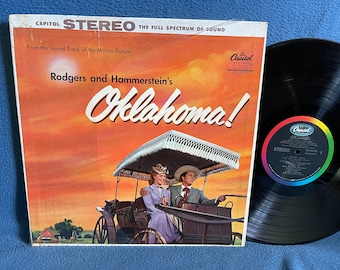 CAPITOL STEREO THE FULL SPECTRUM OF SOUND
From the Sound Track of the Motion Picture
Capitol
Rodgers and Hammerstein's
Oklahoma!
STEREO